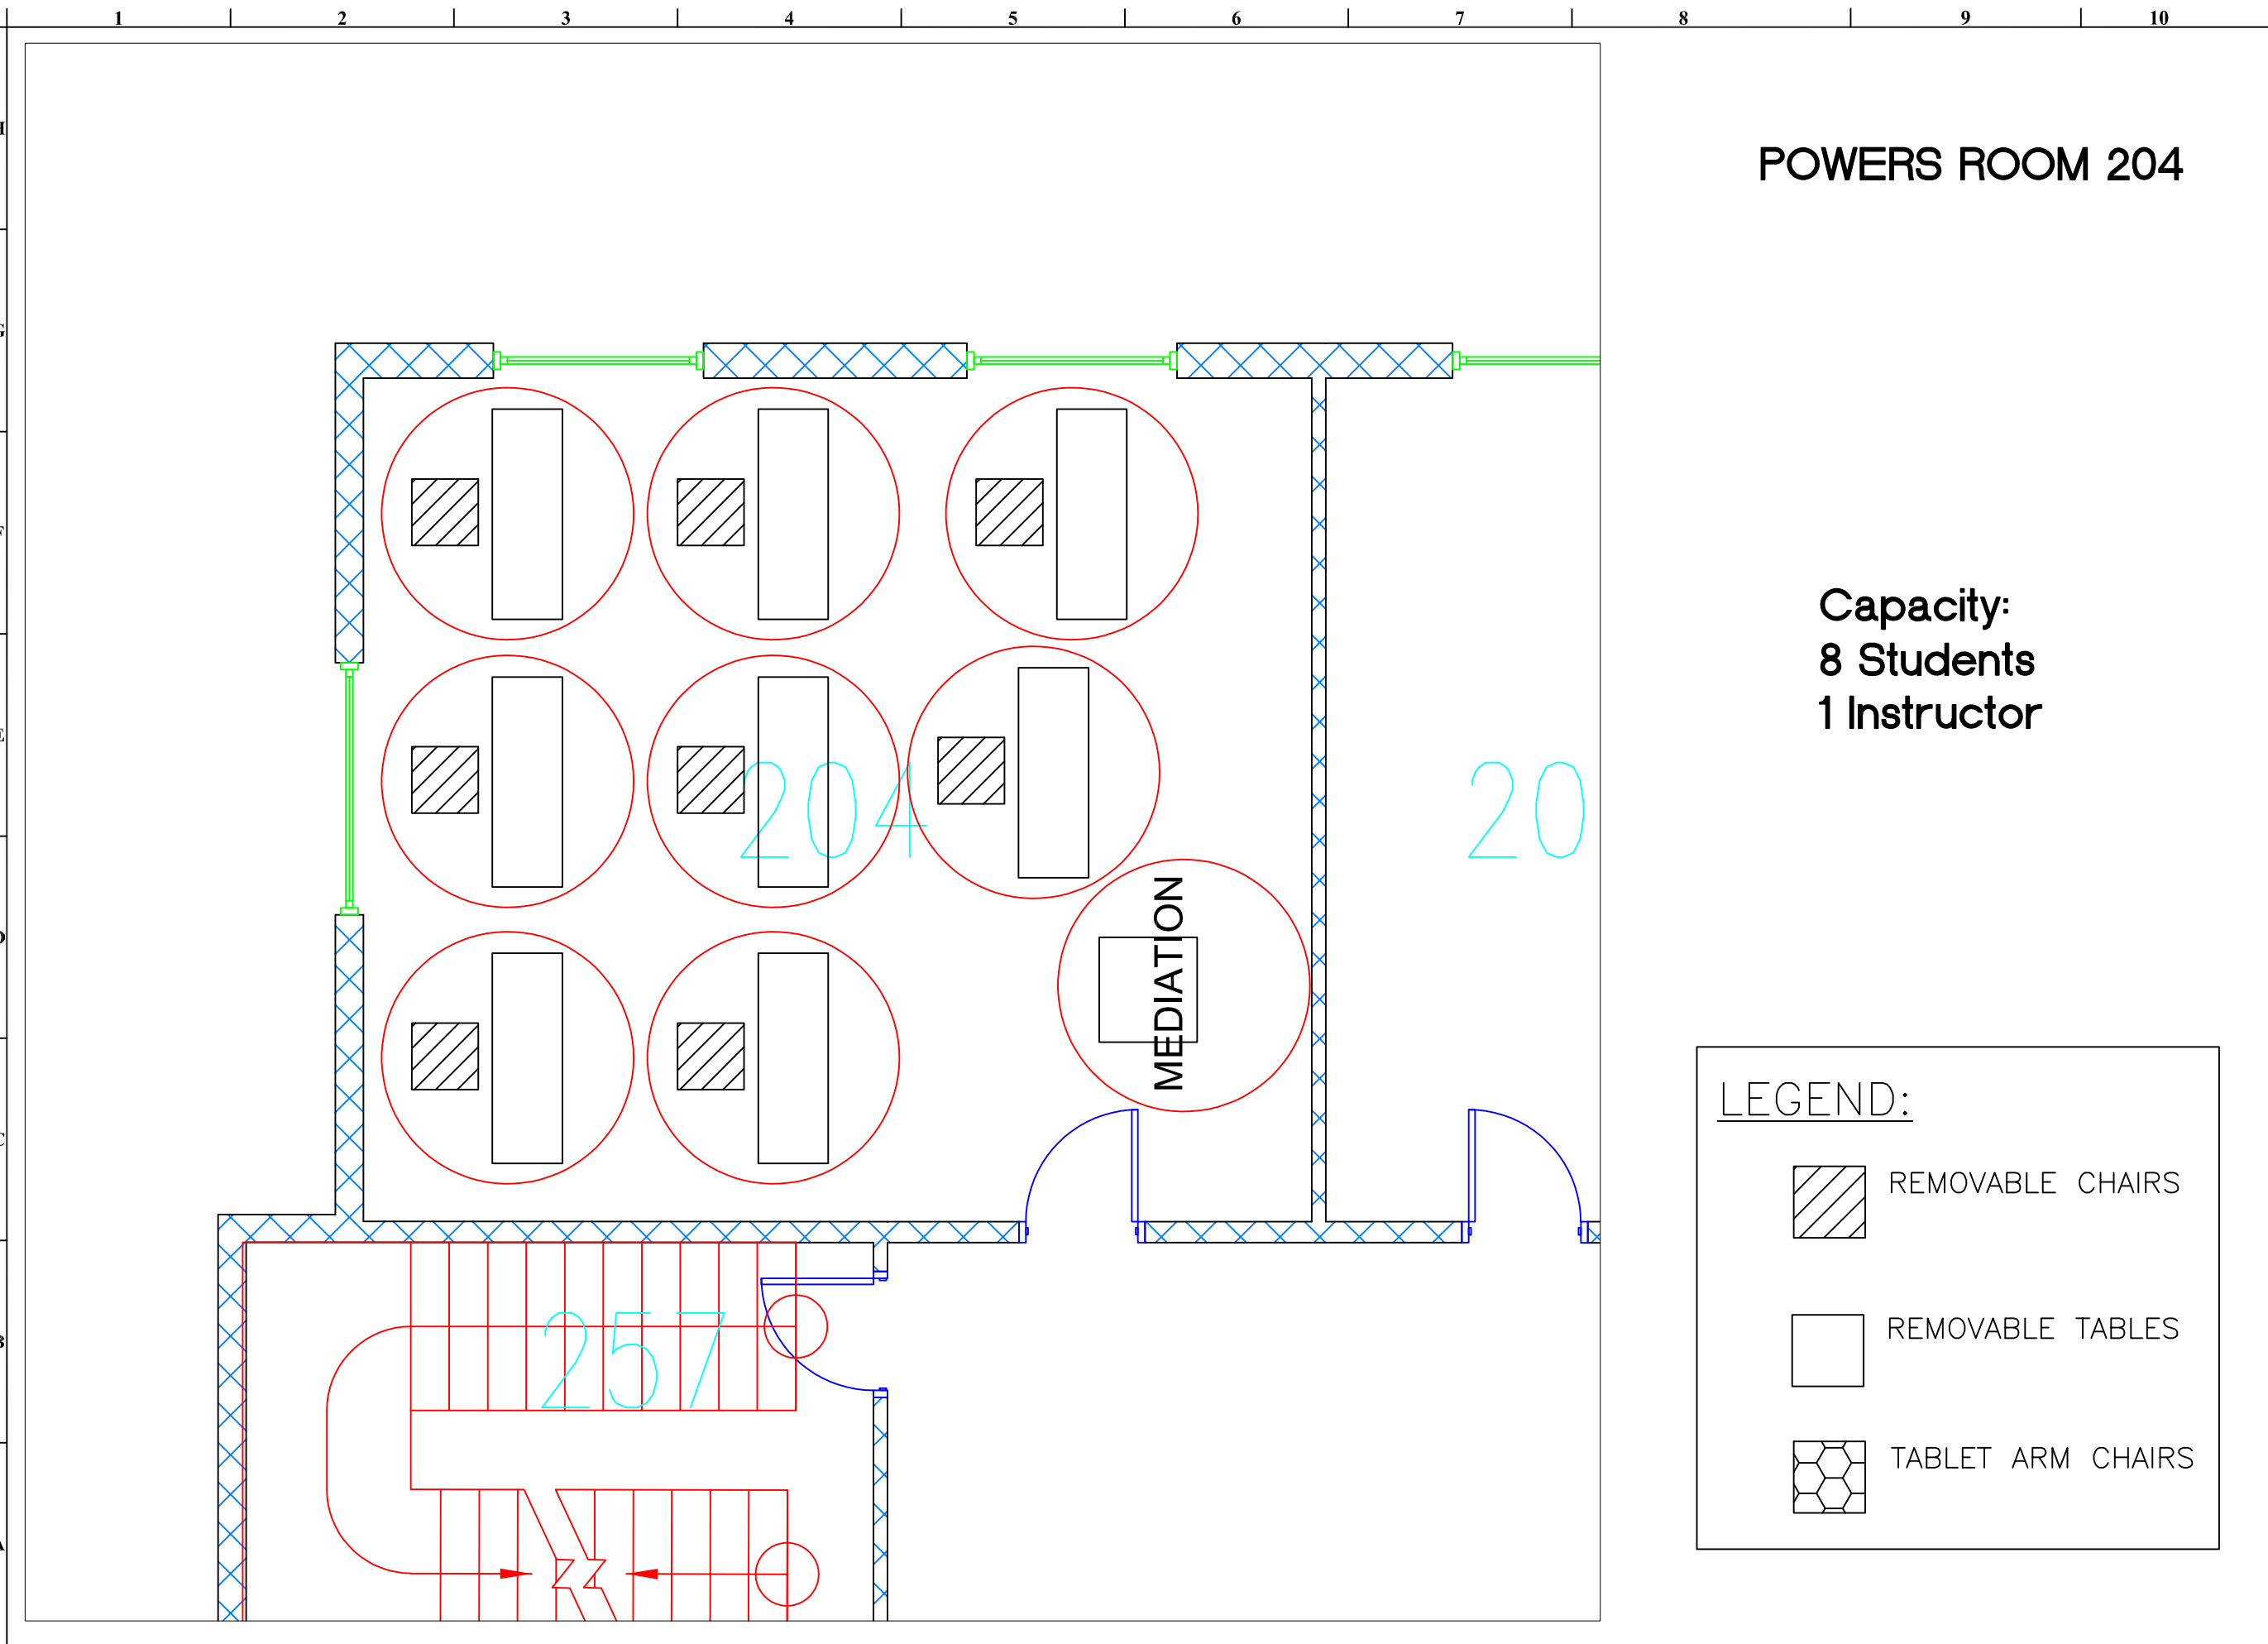 1 2 3 4 5 6 7 8 9 10
H
G
F
E
D
C
B
A
POWERS ROOM 204
Capacity:
8 Students
1 Instructor
204
20
MEDIATION
257
LEGEND:
REMOVABLE CHAIRS
REMOVABLE TABLES
TABLET ARM CHAIRS